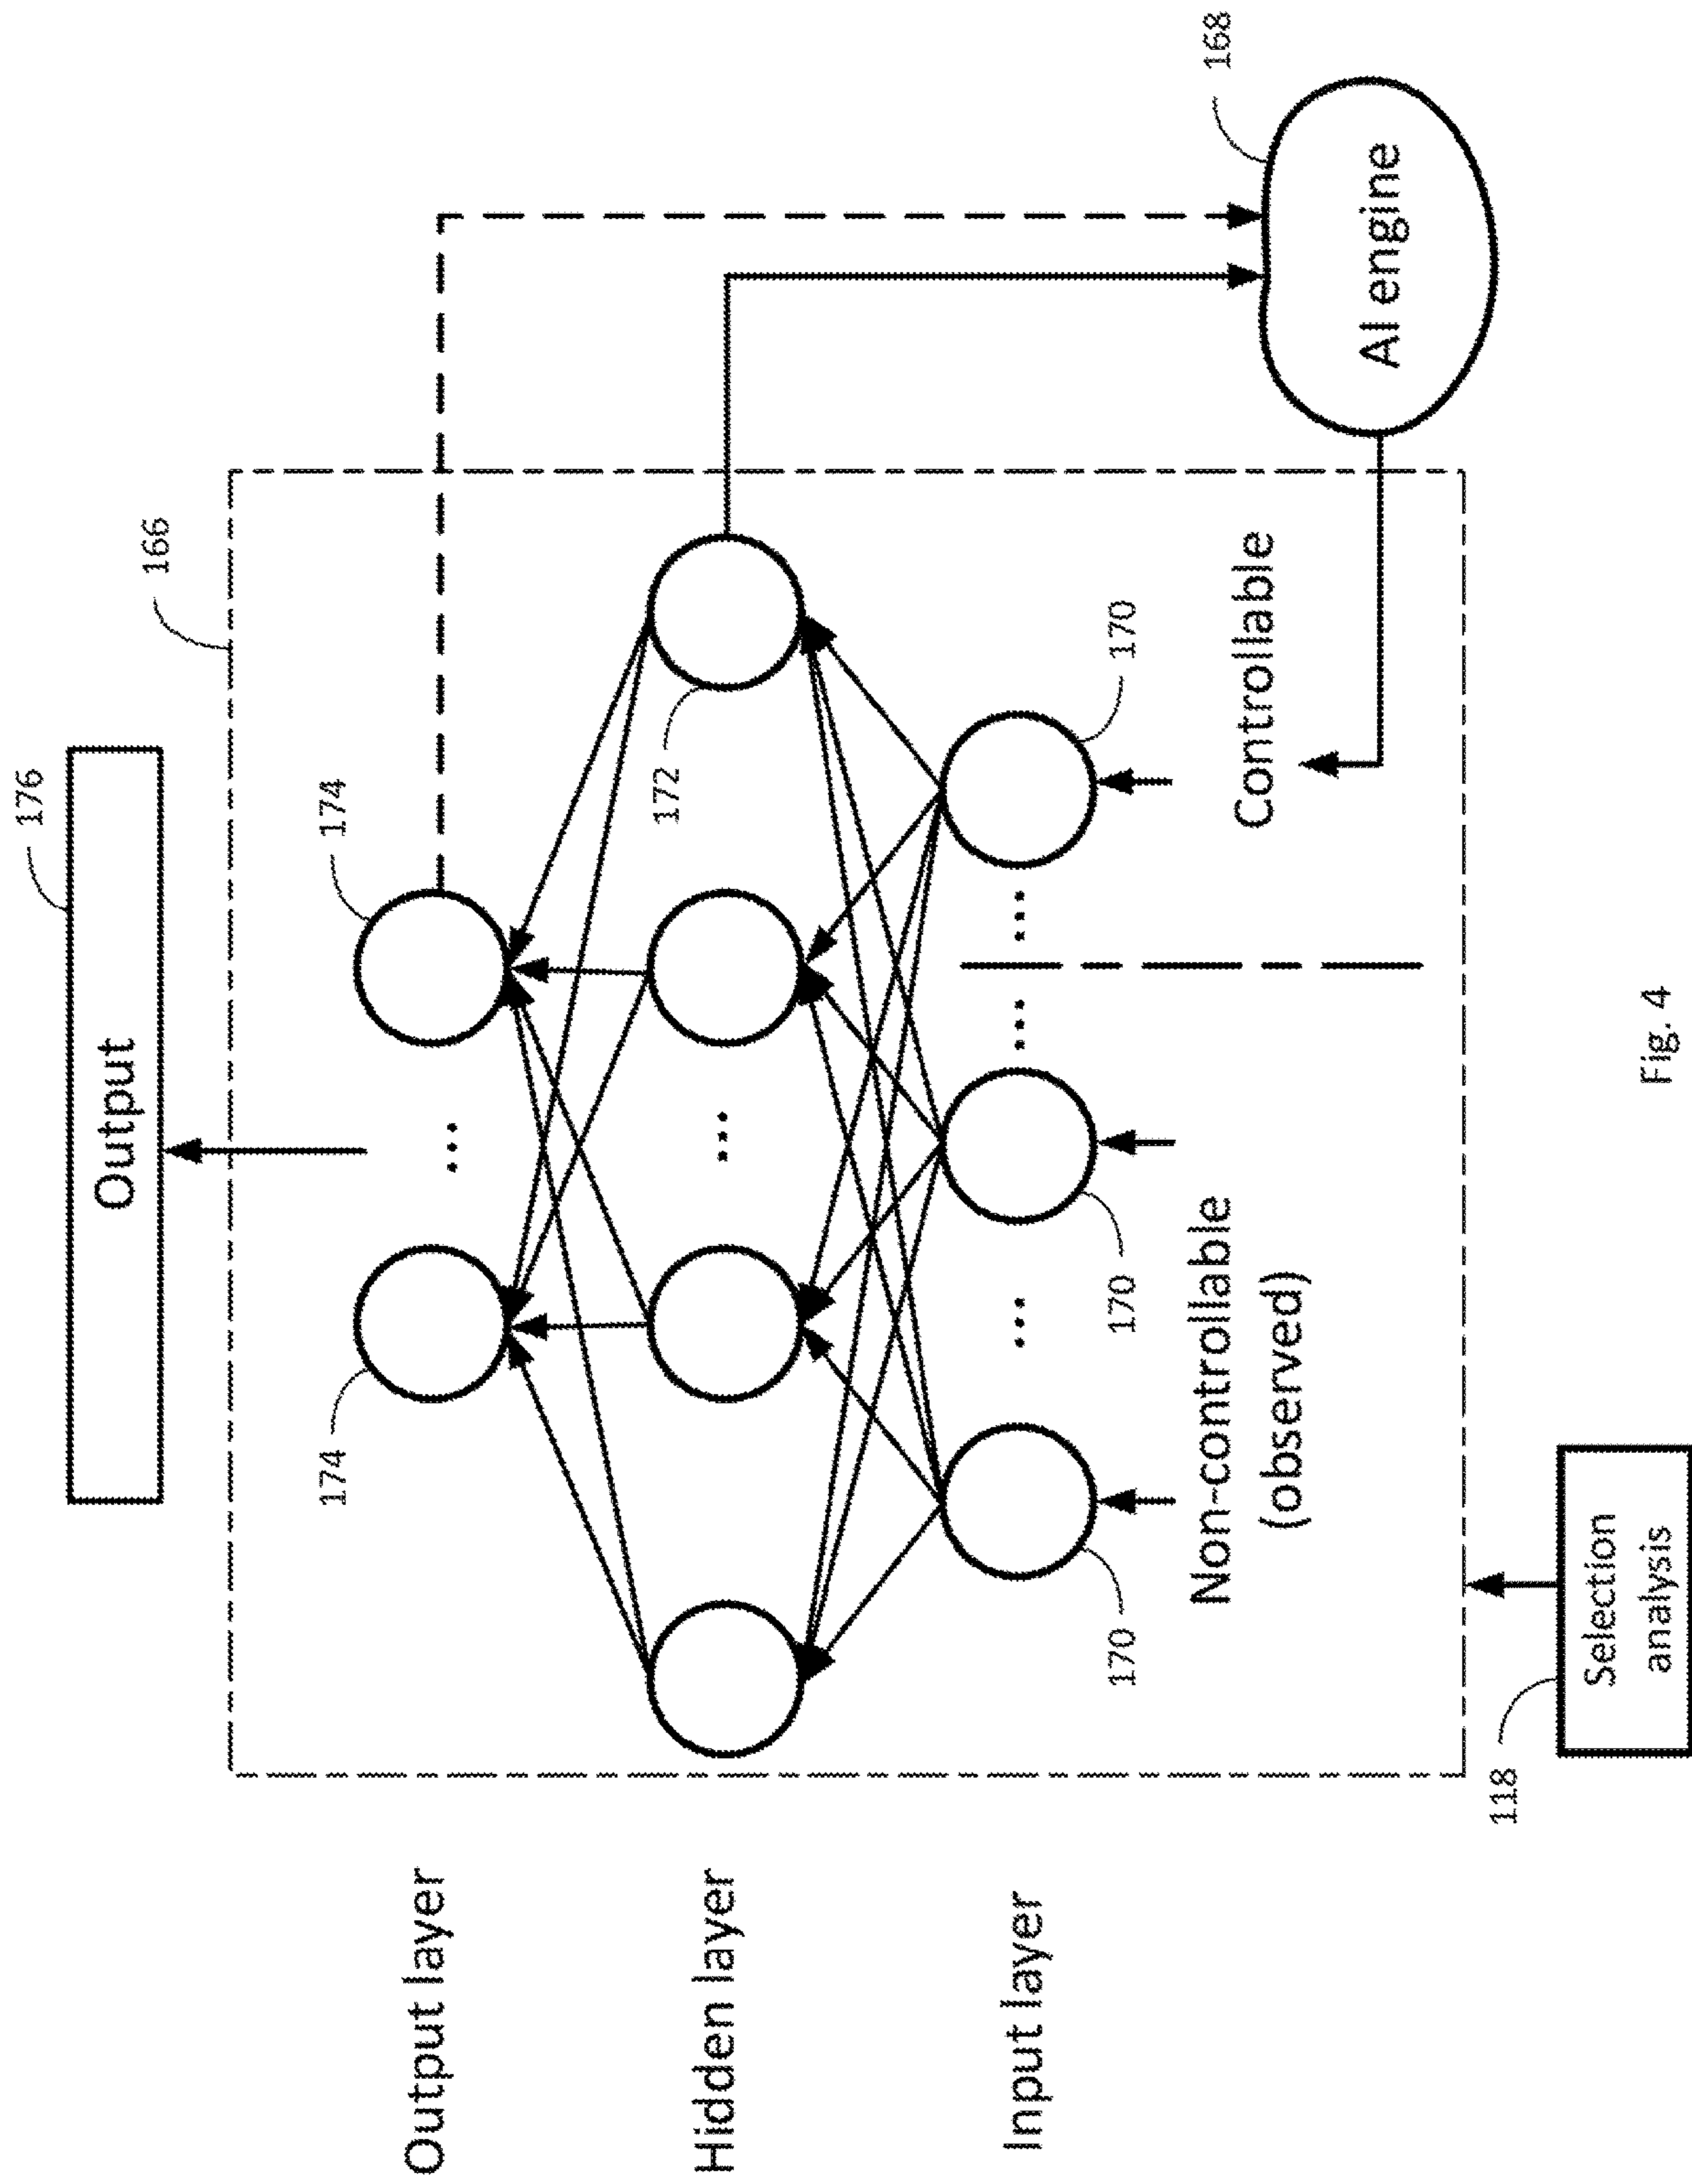 176
Output
166
174
174
Output layer
172
Hidden layer
Input layer
170
170
170
Non-controllable
(observed)
Controllable
168
AI engine
118
Selection
analysis
Fig. 4